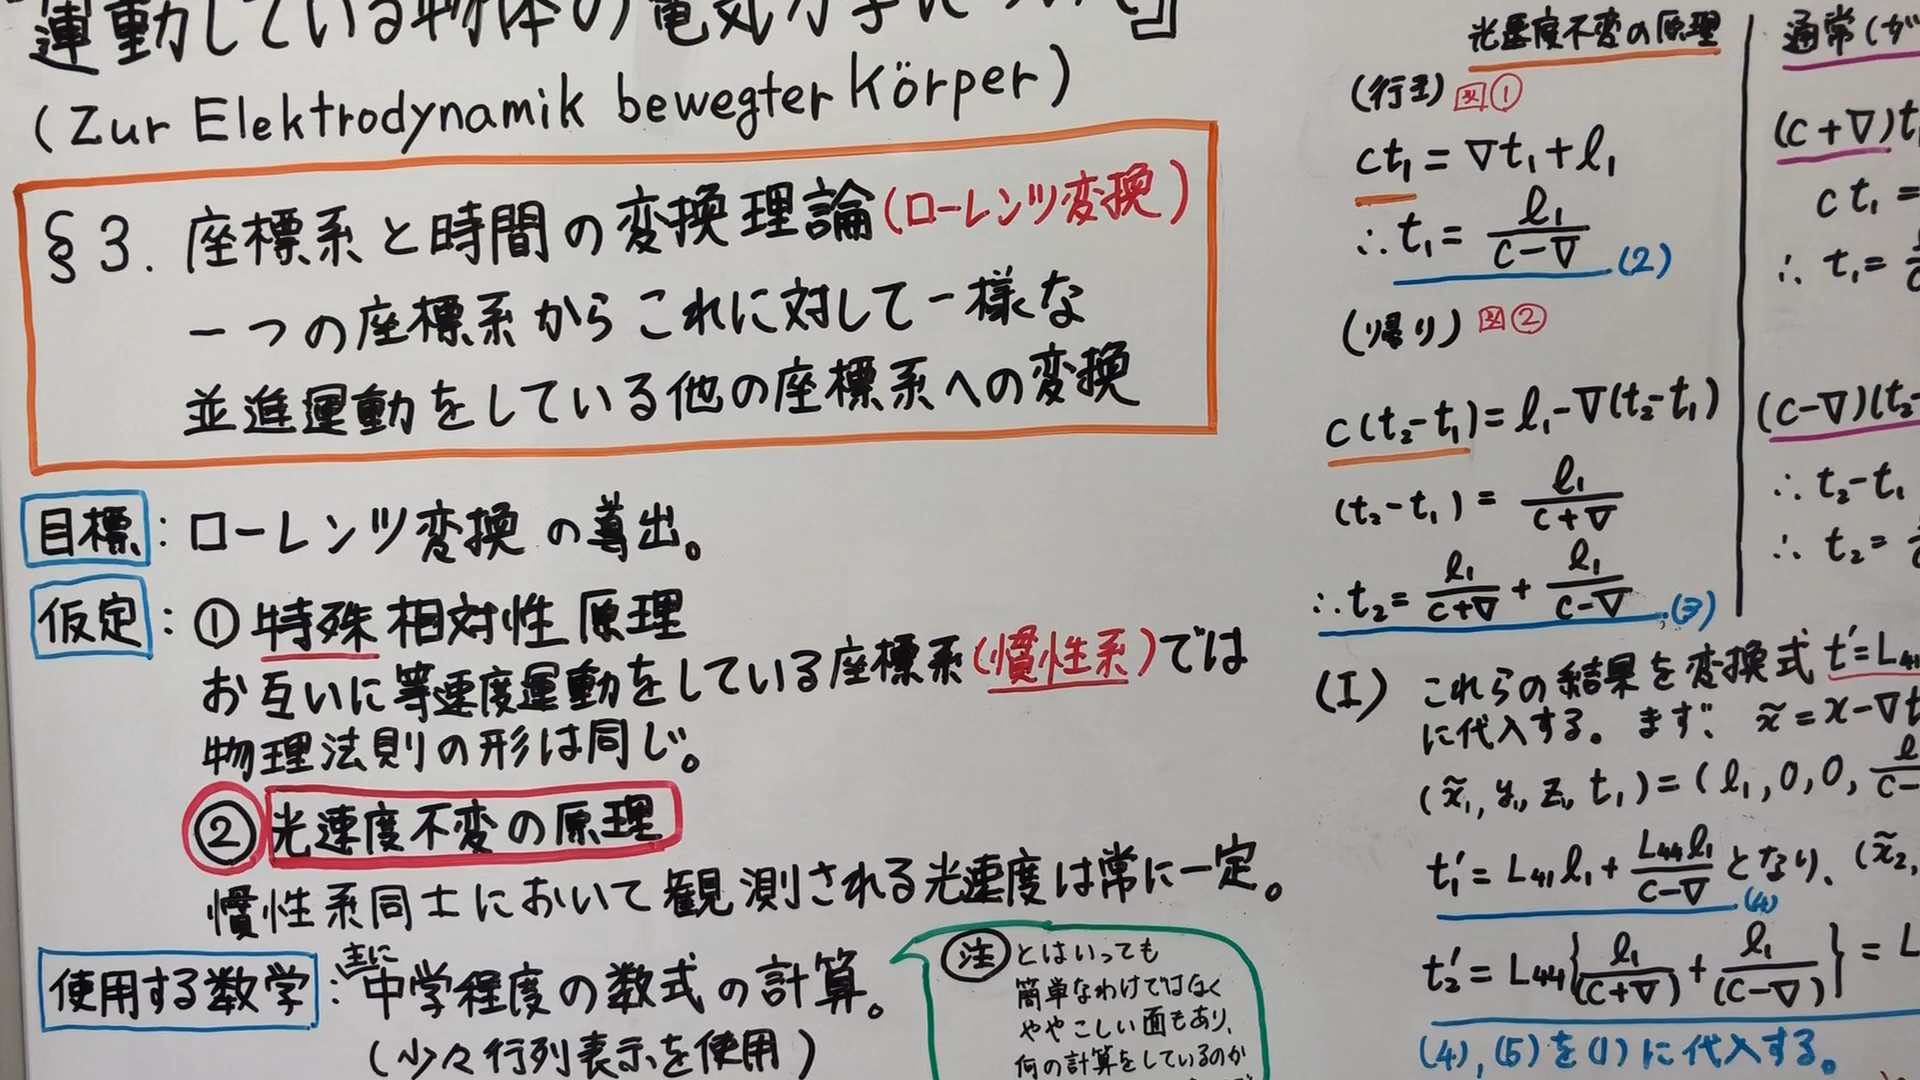 運動している物体の電気力学について』
(Zur Elektrodynamik bewegter Körper)
§3. 座標系と時間の変換理論(ローレンツ変換)
一つの座標系からこれに対して一様な
並進運動をしている他の座標系への変換
目標:ローレンツ変換の導出。
仮定:①特殊相対性原理
お互いに等速度運動をしている座標系(慣性系)では
物理法則の形は同じ。
②光速度不変の原理
慣性系同士において観測される光速度は常に一定。
使用する数学:主に中学程度の数式の計算。
(少々行列表示を使用)
注 とはいっても
簡単なわけではなく
ややこしい面もあり、
何の計算をしているのか
光速度不変の原理
(行き) 図①
ct₁ = ∇t₁ + l₁
∴ t₁ = l₁/(c−∇) (2)
(帰り) 図②
c(t₂−t₁) = l₁−∇(t₂−t₁)
(t₂−t₁) = l₁/(c+∇)
∴ t₂ = l₁/(c+∇) + l₁/(c−∇) (3)
通常(ガ
(c+∇)t
ct₁ =
∴ t₁ =
(c−∇)(t₂−
∴ t₂−t₁
∴ t₂ =
(I) これらの結果を変換式 t′=L₄₁
に代入する。まず、 x̃ = x−∇t
(x̃₁, y₁, z₁, t₁) = (l₁, 0, 0, l/(c−
t₁′ = L₄₁l₁ + L₄₄l₁/(c−∇) となり、(x̃₂,
(4)
t₂′ = L₄₄{l₁/(c+∇) + l₁/(c−∇)} = L
(4), (5)を(1)に代入する。